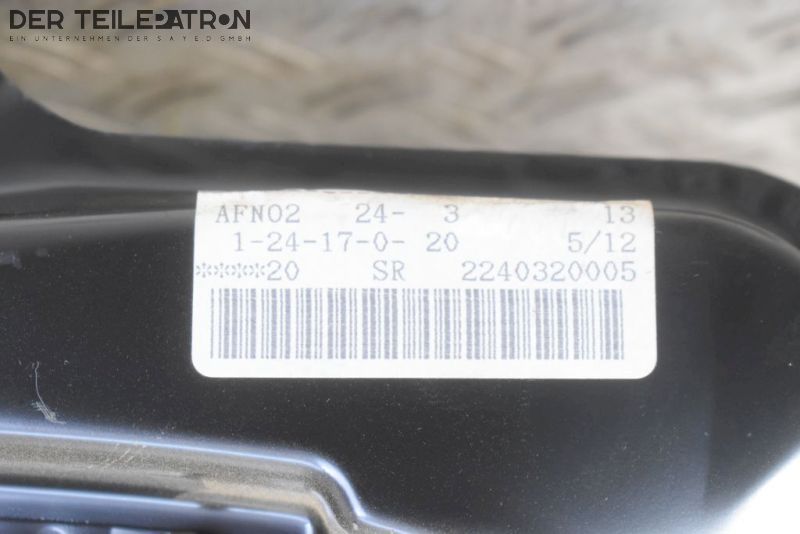 DER TEILEPATRON
EIN UNTERNEHMEN DER S A Y E D GMBH
AFN02 24- 3 13
1-24-17-0- 20 5/12
*****20 SR 2240320005